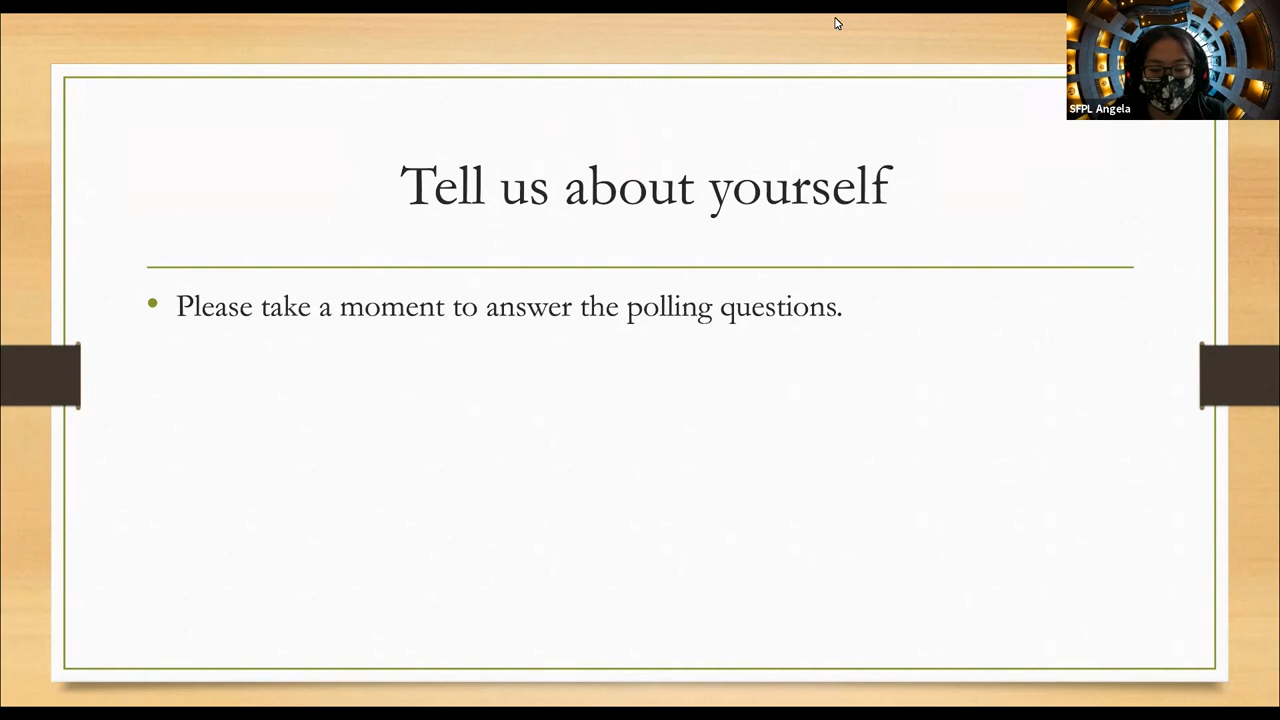 SFPL Angela
Tell us about yourself
• Please take a moment to answer the polling questions.